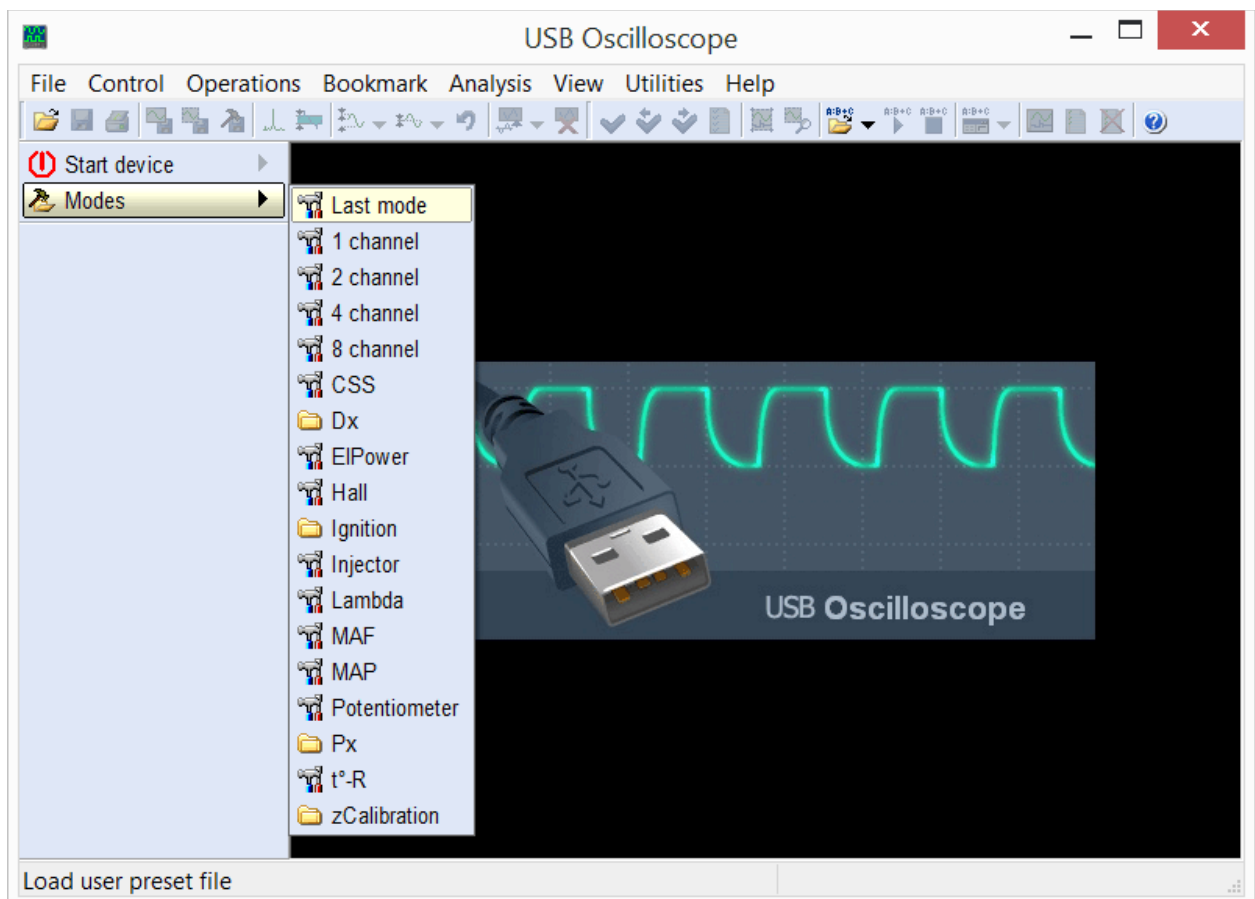 USB Oscilloscope
File Control Operations Bookmark Analysis View Utilities Help
A:B+C A:B+C A:B+C A:B+C
Start device
Modes
Last mode
1 channel
2 channel
4 channel
8 channel
CSS
Dx
ElPower
Hall
Ignition
Injector
Lambda
MAF
MAP
Potentiometer
Px
t°-R
zCalibration
USB Oscilloscope
Load user preset file